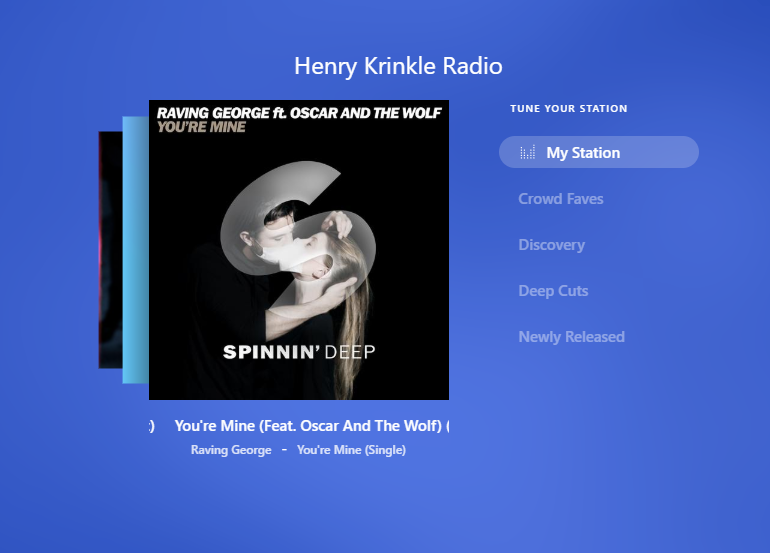 Henry Krinkle Radio
RAVING GEORGE ft. OSCAR AND THE WOLF
YOU'RE MINE
SPINNIN' DEEP
:) You're Mine (Feat. Oscar And The Wolf) (
Raving George - You're Mine (Single)
TUNE YOUR STATION
My Station
Crowd Faves
Discovery
Deep Cuts
Newly Released